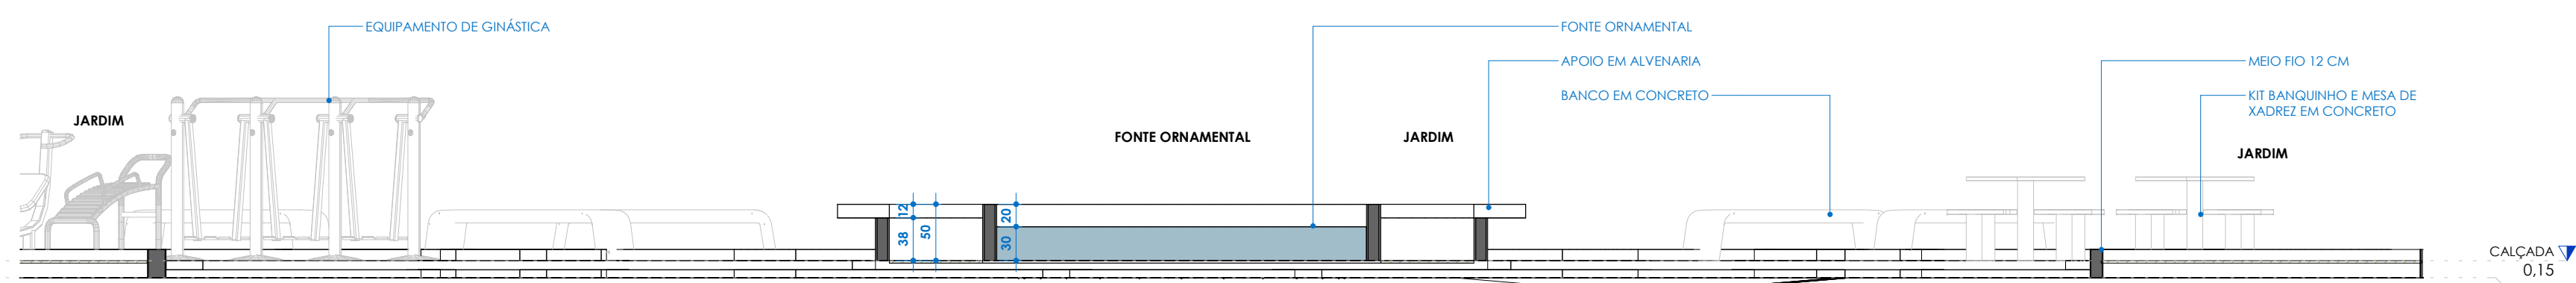 EQUIPAMENTO DE GINÁSTICA
FONTE ORNAMENTAL
APOIO EM ALVENARIA
MEIO FIO 12 CM
BANCO EM CONCRETO
KIT BANQUINHO E MESA DE
XADREZ EM CONCRETO
JARDIM
FONTE ORNAMENTAL
JARDIM
JARDIM
12
38
50
20
30
CALÇADA
0,15